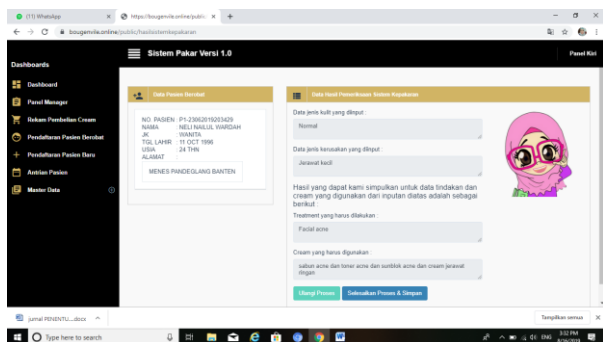 (11) WhatsApp
https://bougenvile.online/public
bougenvile.online/public/hasilsistemkepakaran
Sistem Pakar Versi 1.0
Panel Kiri
Dashboards
Dashboard
Panel Manager
Rekam Pembelian Cream
Pendaftaran Pasien Berobat
Pendaftaran Pasien Baru
Antrian Pasien
Master Data
Data Pasien Berobat
NO. PASIEN : P1-23062019203429
NAMA : NELI NAILUL WARDAH
JK : WANITA
TGL LAHIR : 11 OCT 1996
USIA : 24 THN
ALAMAT :
MENES PANDEGLANG BANTEN
Data Hasil Pemeriksaan Sistem Kepakaran
Data jenis kulit yang diinput :
Normal
Data jenis kerusakan yang diinput :
Jerawat kecil
Hasil yang dapat kami simpulkan untuk data tindakan dan
cream yang digunakan dari inputan diatas adalah sebagai
berikut :
Treatment yang harus dilakukan :
Facial acne
Cream yang harus digunakan :
sabun acne dan toner acne dan sunblok acne dan cream jerawat
ringan
Ulangi Proses
Selesaikan Proses & Simpan
jurnal PENENTU....docx
Tampilkan semua
Type here to search
ENG
3:02 PM